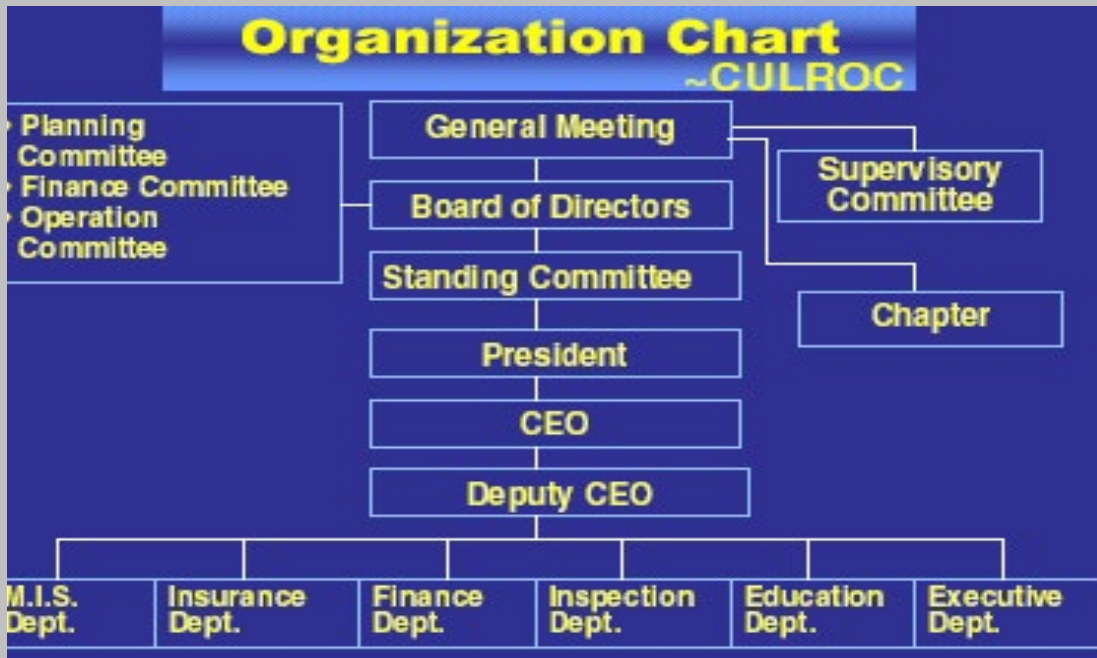 Organization Chart
~CULROC
• Planning
Committee
• Finance Committee
• Operation
Committee
General Meeting
Board of Directors
Standing Committee
President
CEO
Deputy CEO
Supervisory
Committee
Chapter
M.I.S.
Dept.
Insurance
Dept.
Finance
Dept.
Inspection
Dept.
Education
Dept.
Executive
Dept.